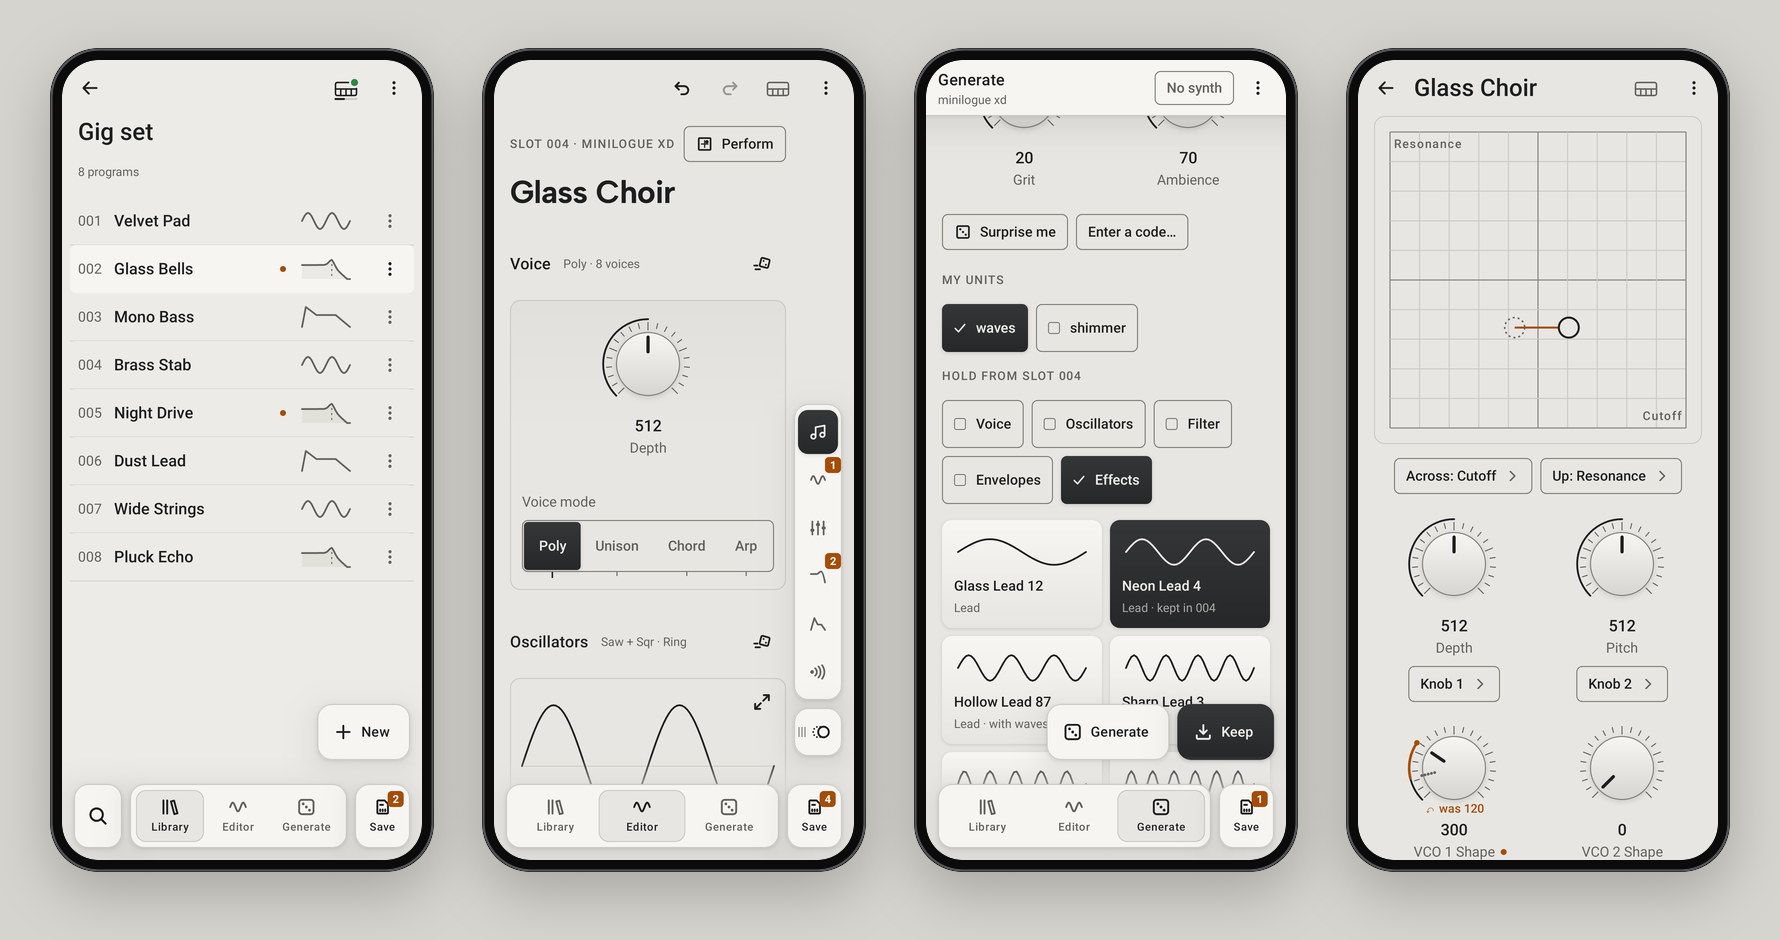 Gig set
8 programs
001 Velvet Pad
002 Glass Bells
003 Mono Bass
004 Brass Stab
005 Night Drive
006 Dust Lead
007 Wide Strings
008 Pluck Echo
New
Library Editor Generate
2
Save
SLOT 004 · MINILOGUE XD
Perform
Glass Choir
Voice Poly · 8 voices
512
Depth
1
2
Voice mode
Poly Unison Chord Arp
Oscillators Saw + Sqr · Ring
Library Editor Generate
4
Save
Generate
minilogue xd
No synth
20
Grit
70
Ambience
Surprise me
Enter a code...
MY UNITS
waves
shimmer
HOLD FROM SLOT 004
Voice
Oscillators
Filter
Envelopes
Effects
Glass Lead 12
Lead
Neon Lead 4
Lead · kept in 004
Hollow Lead 87
Lead · with waves
Sharp Lead 3
Generate
Keep
Library Editor Generate
1
Save
Glass Choir
Resonance
Cutoff
Across: Cutoff
Up: Resonance
512
Depth
512
Pitch
Knob 1
Knob 2
was 120
300
VCO 1 Shape
0
VCO 2 Shape